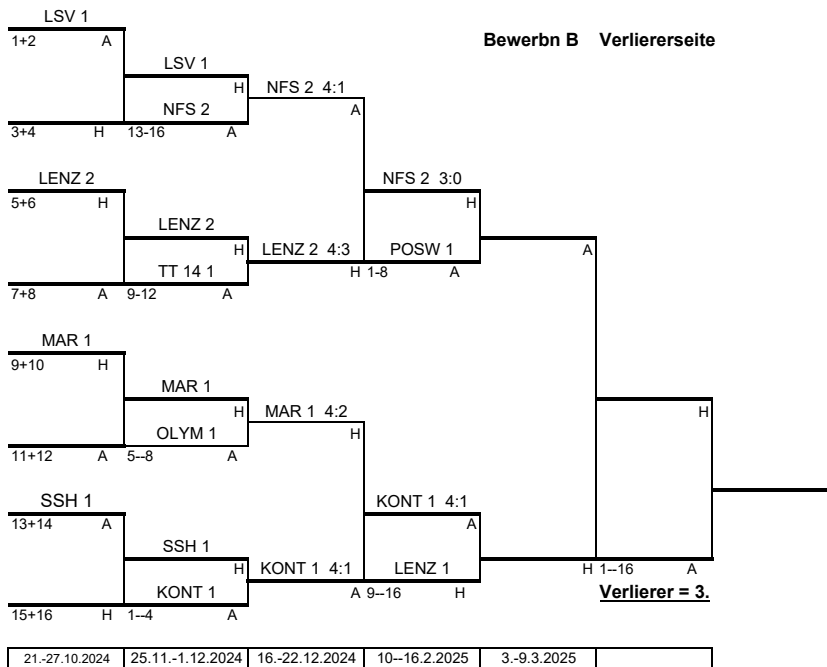 LSV 1
1+2 A Bewerbn B Verliererseite
LSV 1
H NFS 2 4:1
NFS 2 A
3+4 H 13-16 A
LENZ 2 NFS 2 3:0
5+6 H H
LENZ 2
H LENZ 2 4:3 POSW 1 A
TT 14 1 H 1-8 A
7+8 A 9-12 A
MAR 1
9+10 H
MAR 1
H MAR 1 4:2 H
OLYM 1 H
11+12 A 5--8 A
SSH 1 KONT 1 4:1
13+14 A A
SSH 1
H KONT 1 4:1 LENZ 1 H 1--16 A
KONT 1 A 9--16 H Verlierer = 3.
15+16 H 1--4 A
21.-27.10.2024 25.11.-1.12.2024 16.-22.12.2024 10--16.2.2025 3.-9.3.2025